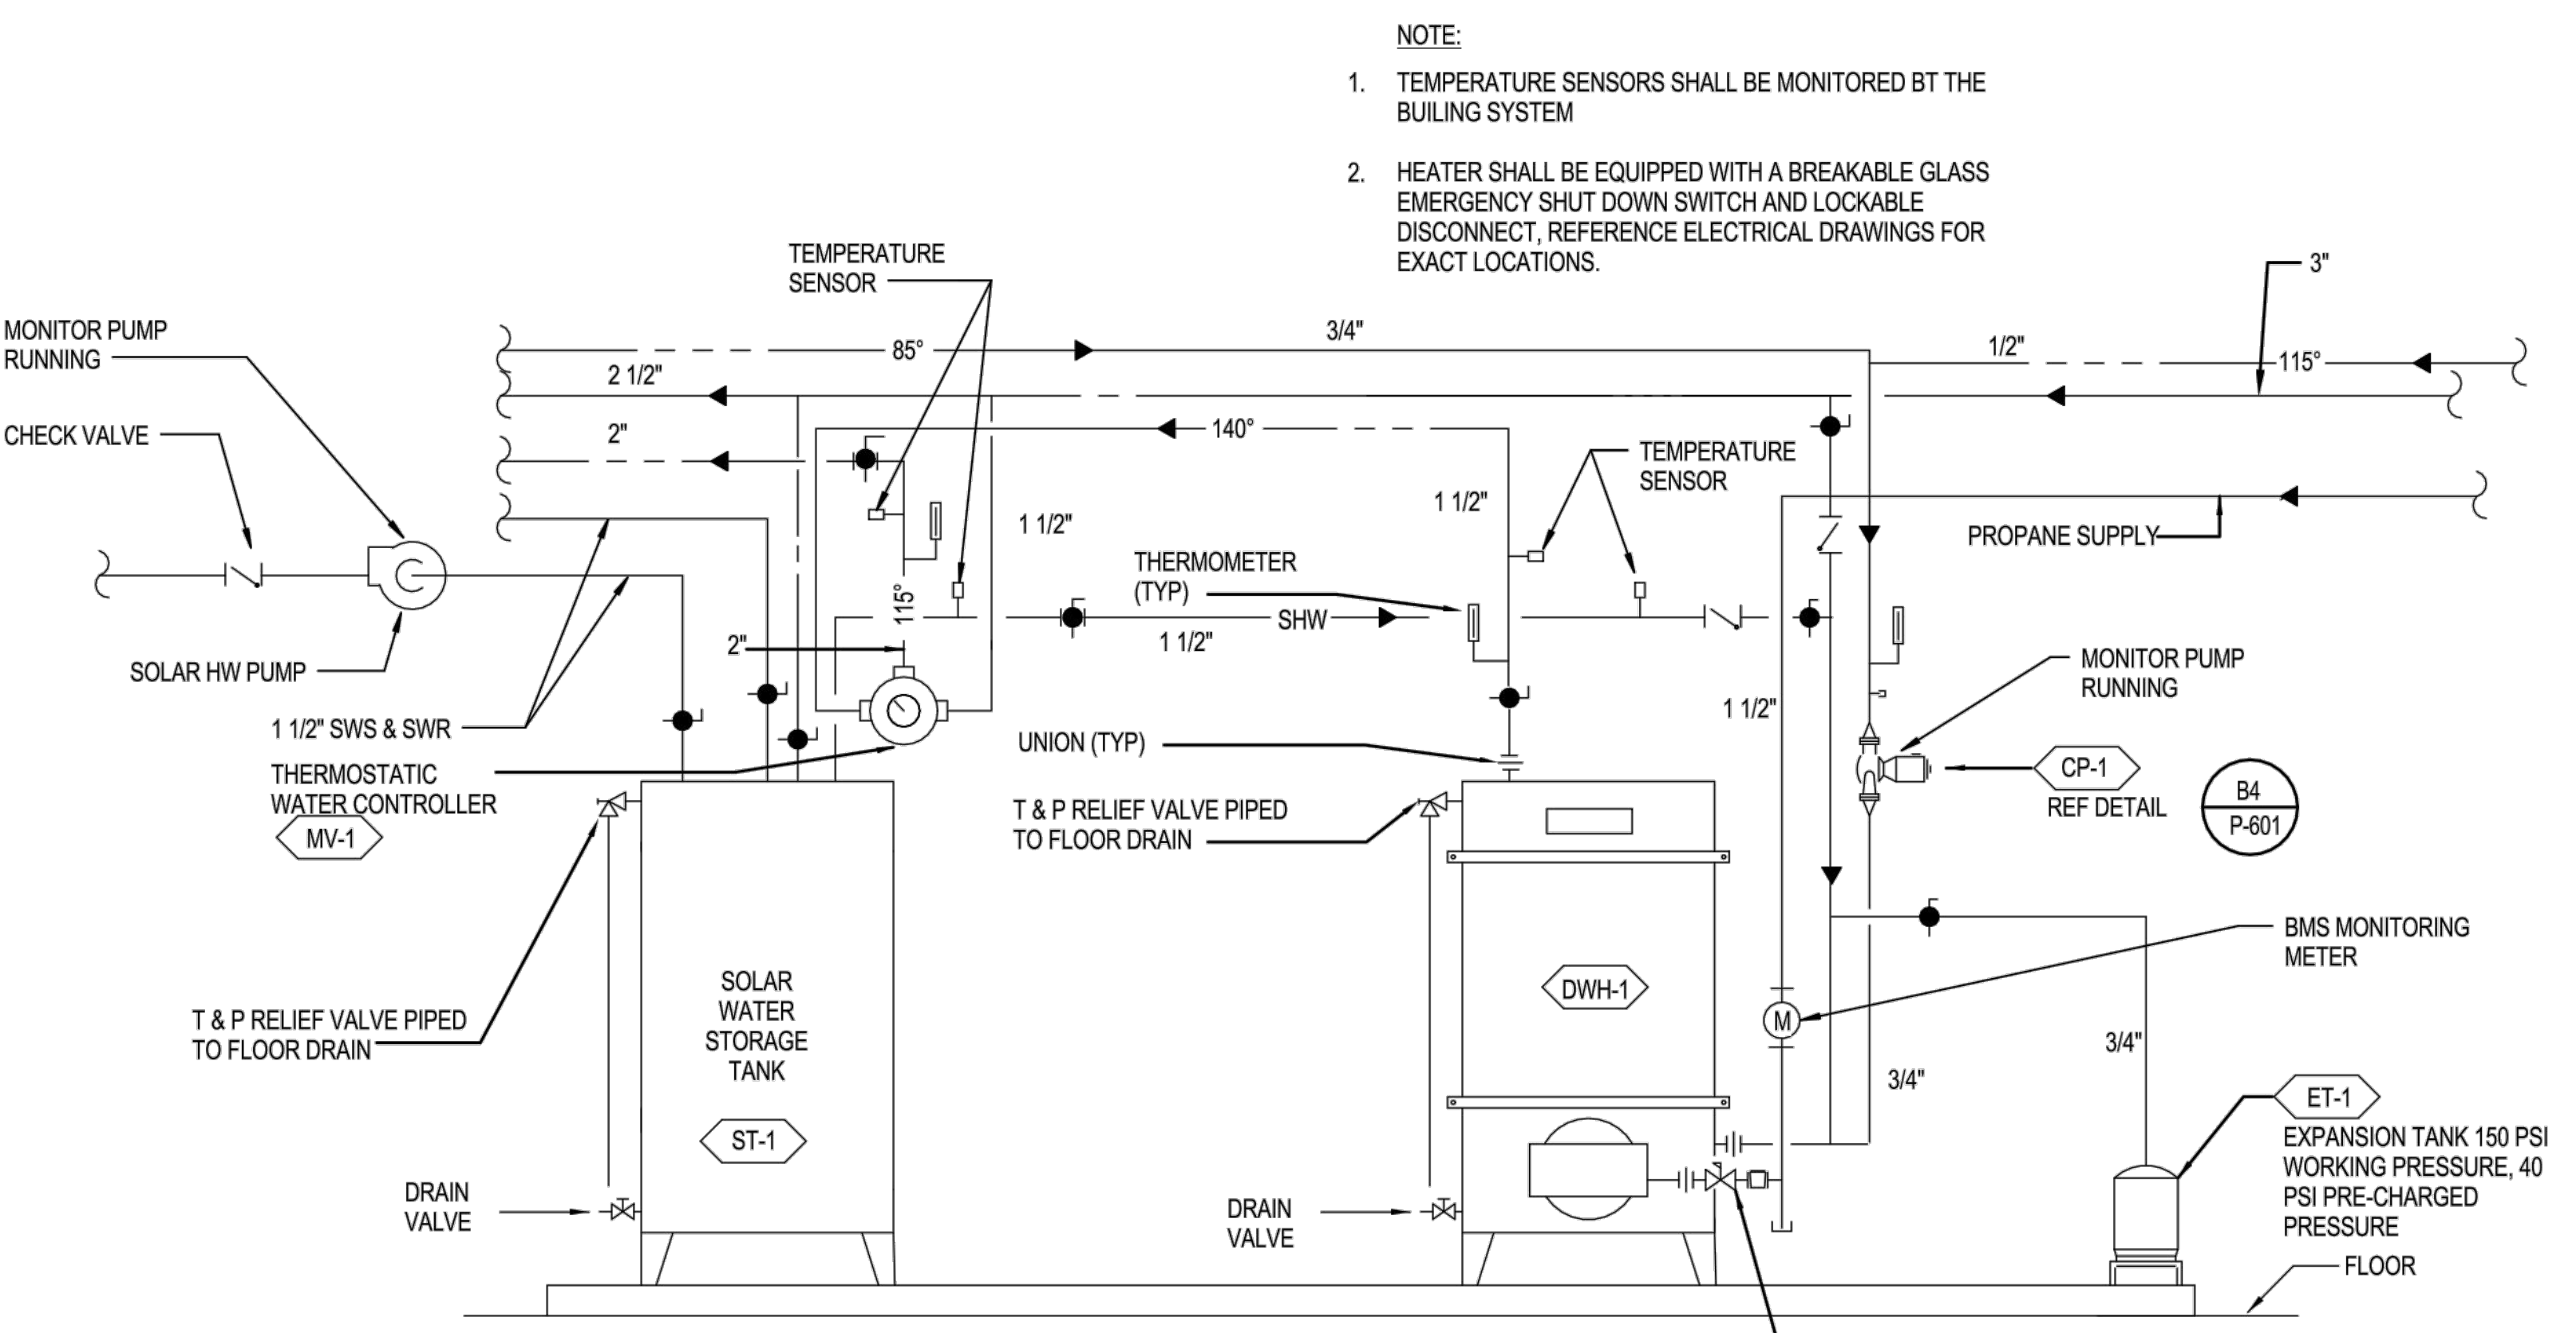 NOTE:
1. TEMPERATURE SENSORS SHALL BE MONITORED BT THE
BUILING SYSTEM
2. HEATER SHALL BE EQUIPPED WITH A BREAKABLE GLASS
EMERGENCY SHUT DOWN SWITCH AND LOCKABLE
DISCONNECT, REFERENCE ELECTRICAL DRAWINGS FOR
EXACT LOCATIONS.
TEMPERATURE
SENSOR
3"
MONITOR PUMP
RUNNING
85°
3/4"
1/2"
115°
2 1/2"
CHECK VALVE
2"
140°
TEMPERATURE
SENSOR
1 1/2"
1 1/2"
PROPANE SUPPLY
THERMOMETER
(TYP)
115°
SHW
1 1/2"
2"
SOLAR HW PUMP
MONITOR PUMP
RUNNING
1 1/2"
1 1/2" SWS & SWR
UNION (TYP)
THERMOSTATIC
WATER CONTROLLER
MV-1
CP-1
REF DETAIL
B4
P-601
T & P RELIEF VALVE PIPED
TO FLOOR DRAIN
BMS MONITORING
METER
SOLAR
WATER
STORAGE
TANK
DWH-1
M
T & P RELIEF VALVE PIPED
TO FLOOR DRAIN
3/4"
3/4"
ST-1
ET-1
EXPANSION TANK 150 PSI
WORKING PRESSURE, 40
PSI PRE-CHARGED
PRESSURE
DRAIN
VALVE
DRAIN
VALVE
FLOOR